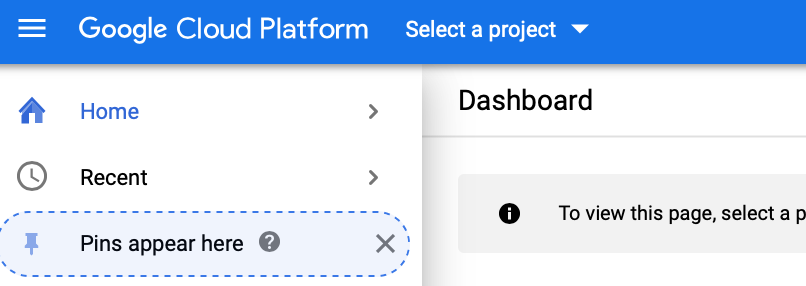 Google Cloud Platform Select a project
Home
Dashboard
Recent
To view this page, select a
Pins appear here ?